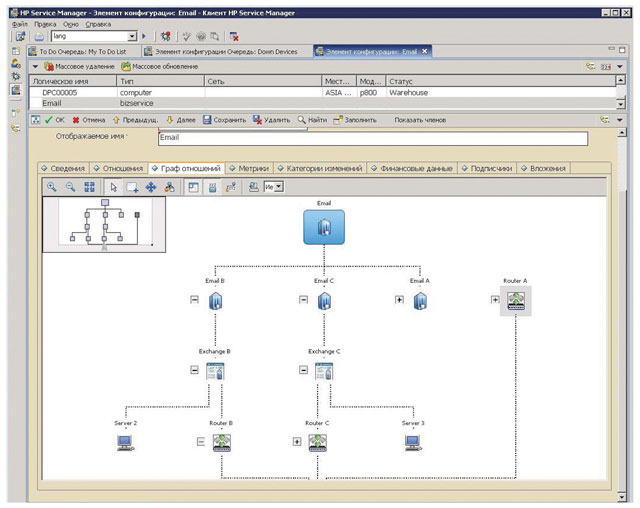 HP Service Manager - Элемент конфигурации: Email - Клиент HP Service Manager
Файл Правка Окно Справка
lang
To Do Очередь: My To Do List Элемент конфигурации Очередь: Down Devices Элемент конфигурации: Email
Массовое удаление Массовое обновление
Логическое имя Тип Сеть Мест... Мод... Статус
DPC00005 computer ASIA ... p800 Warehouse
Email bizservice
OK Отмена Предыдущ. Далее Сохранить Удалить Найти Заполнить Показать членов
Отображаемое имя Email
Сведения Отношения Граф отношений Метрики Категории изменений Финансовые данные Подписчики Вложения
Ие
Email
Email B Email C Email A Router A
Exchange B Exchange C
Server 2 Router B Router C Server 3